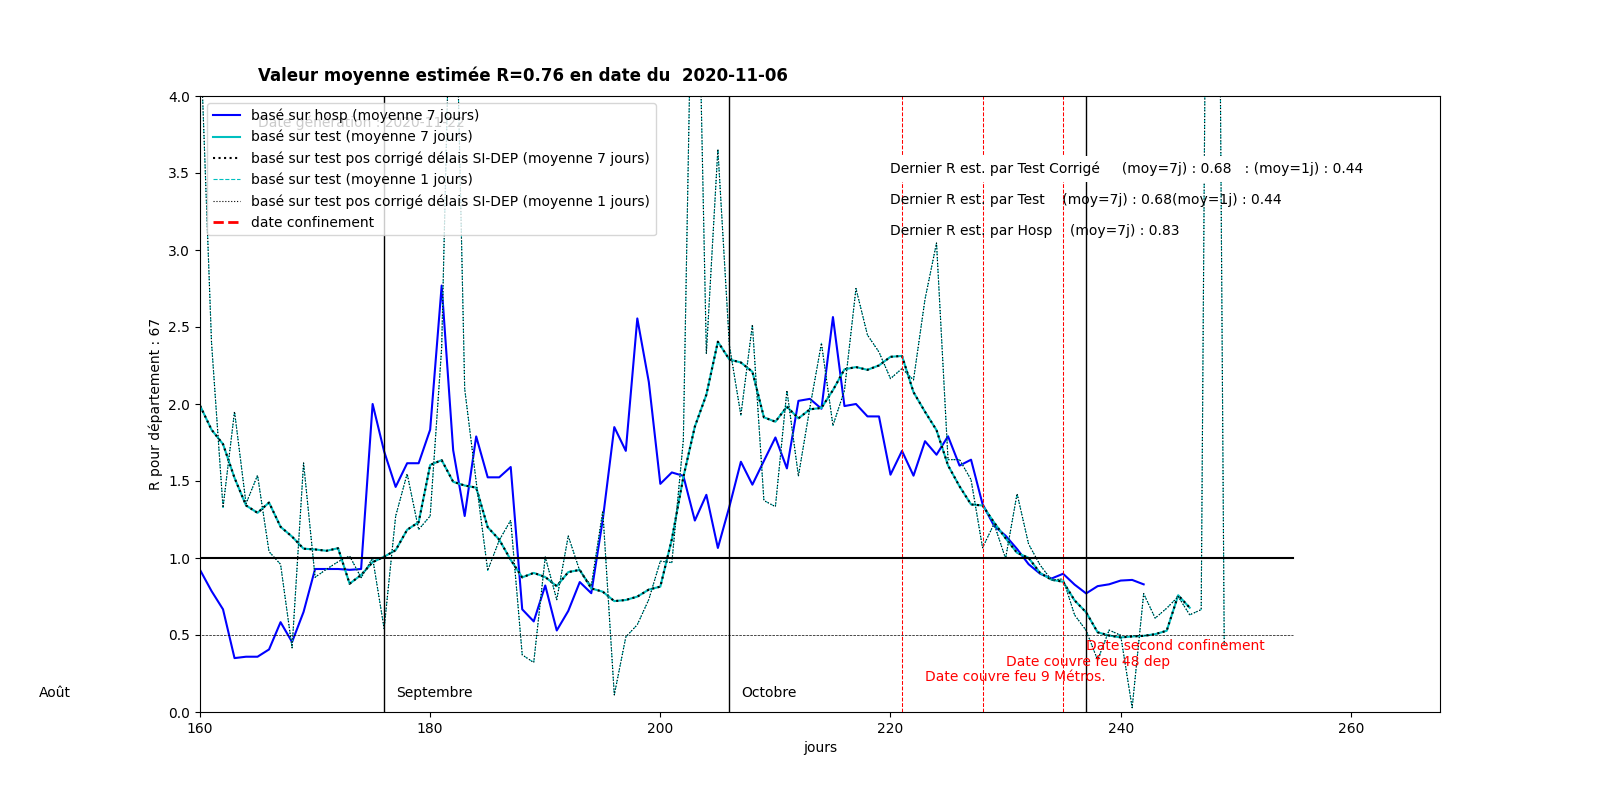 Valeur moyenne estimée R=0.76 en date du  2020-11-06
Date génération : 2020-11-22
basé sur hosp (moyenne 7 jours)
basé sur test (moyenne 7 jours)
basé sur test pos corrigé délais SI-DEP (moyenne 7 jours)
basé sur test (moyenne 1 jours)
basé sur test pos corrigé délais SI-DEP (moyenne 1 jours)
date confinement
Dernier R est. par Test Corrigé     (moy=7j) : 0.68   : (moy=1j) : 0.44
Dernier R est. par Test    (moy=7j) : 0.68(moy=1j) : 0.44
Dernier R est. par Hosp    (moy=7j) : 0.83
4.0
3.5
3.0
2.5
2.0
1.5
1.0
0.5
0.0
R pour département : 67
Date second confinement
Date couvre feu 48 dep
Date couvre feu 9 Métros.
Août
Septembre
Octobre
160
180
200
220
240
260
jours